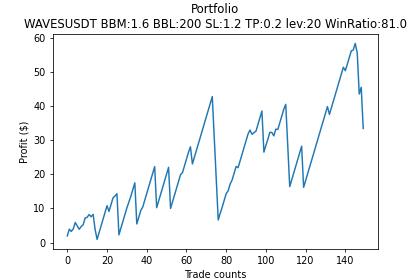 Portfolio
WAVESUSDT BBM:1.6 BBL:200 SL:1.2 TP:0.2 lev:20 WinRatio:81.0
60
50
40
30
20
10
0
Profit ($)
0 20 40 60 80 100 120 140
Trade counts